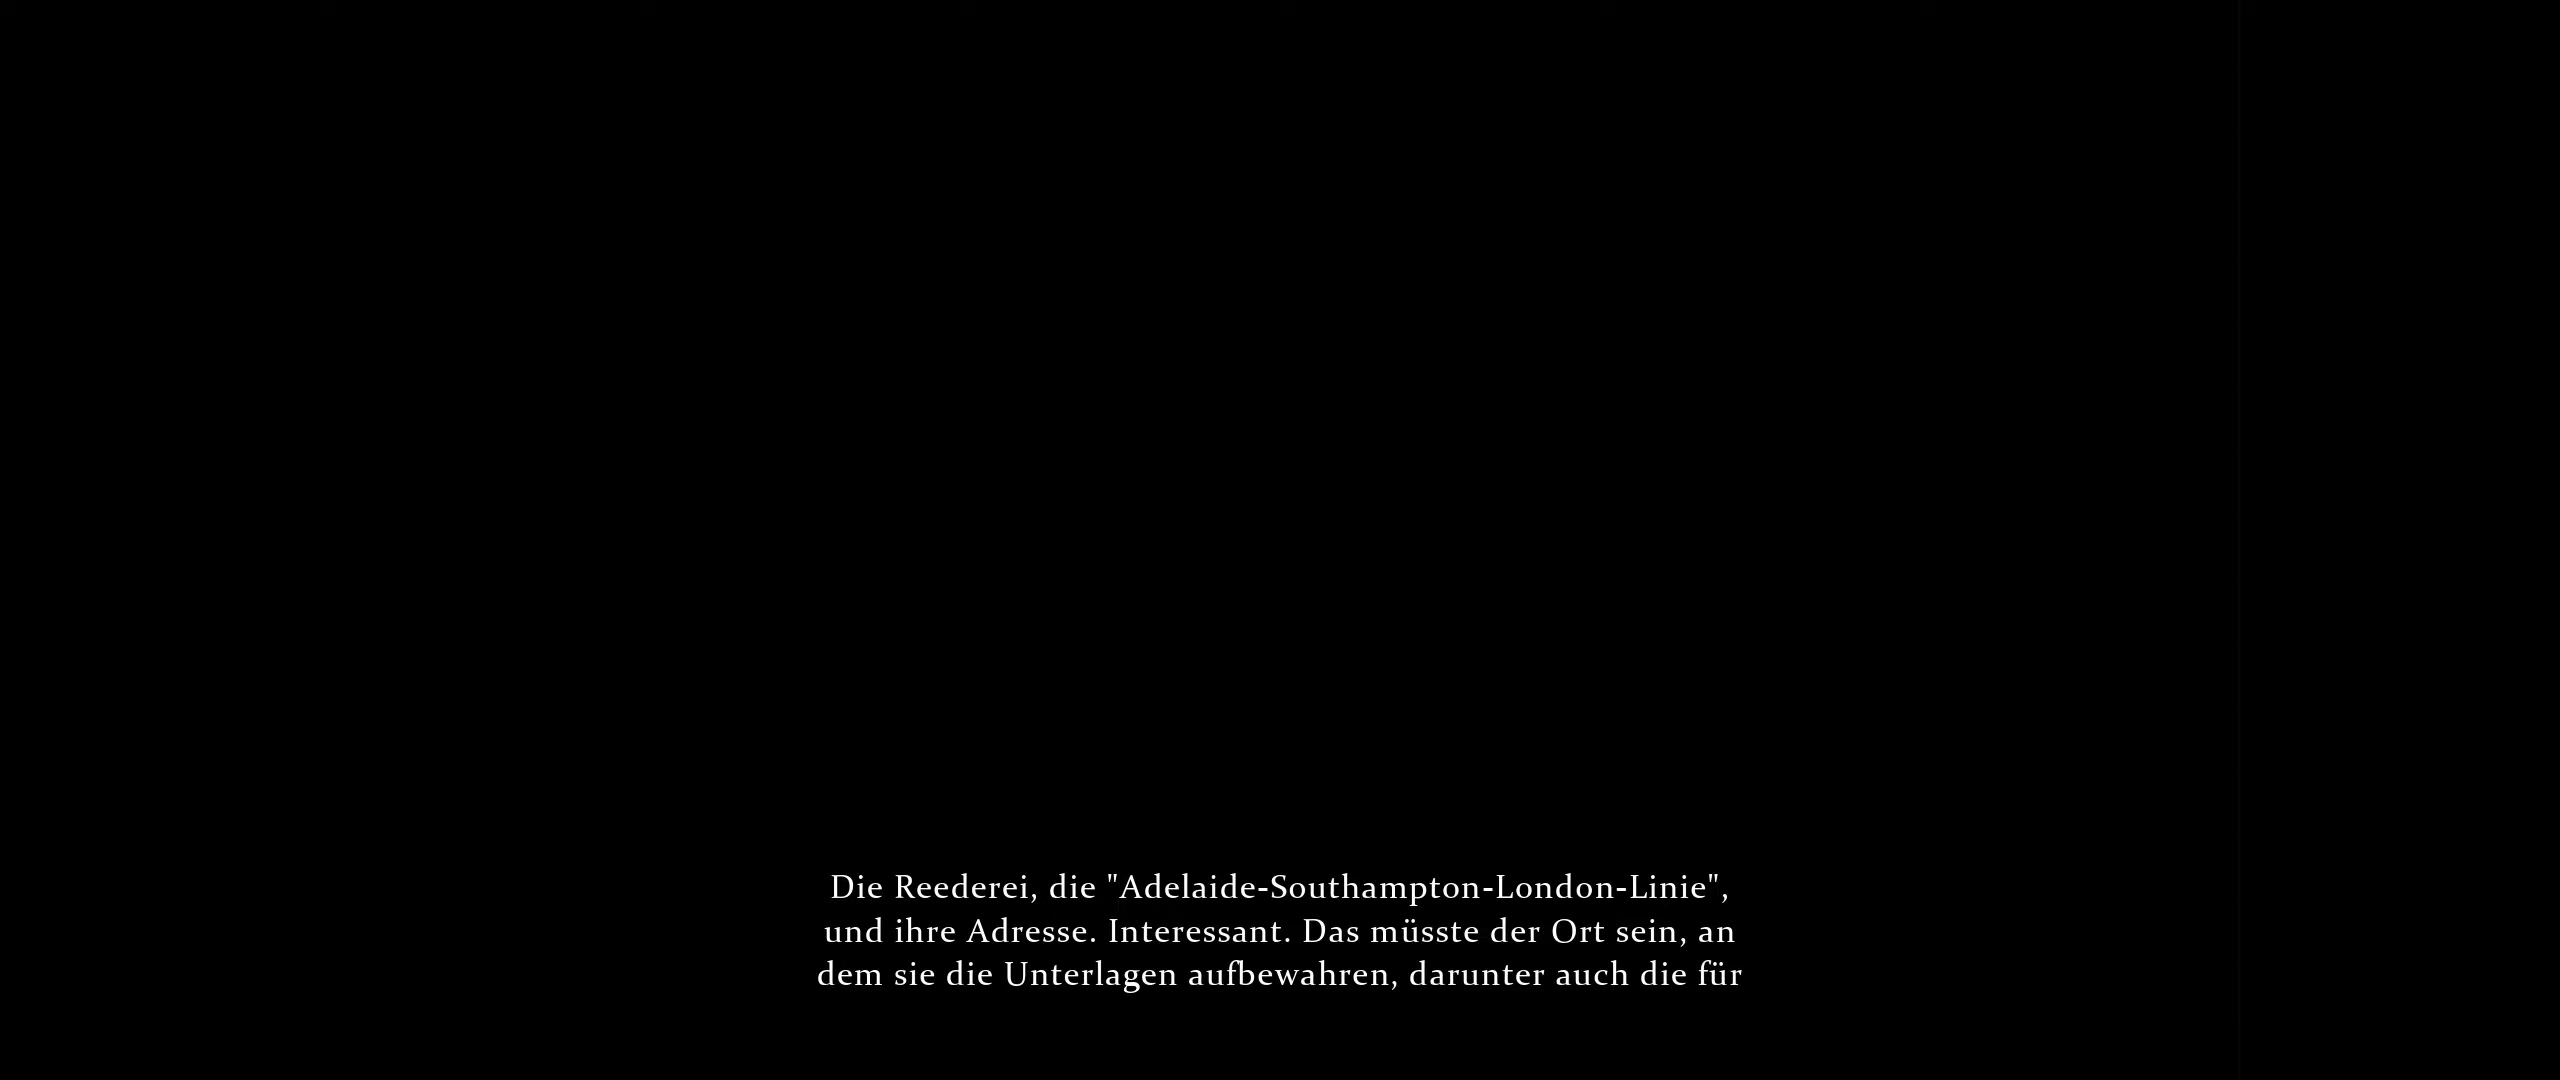 Die Reederei, die "Adelaide-Southampton-London-Linie",
und ihre Adresse. Interessant. Das müsste der Ort sein, an
dem sie die Unterlagen aufbewahren, darunter auch die für